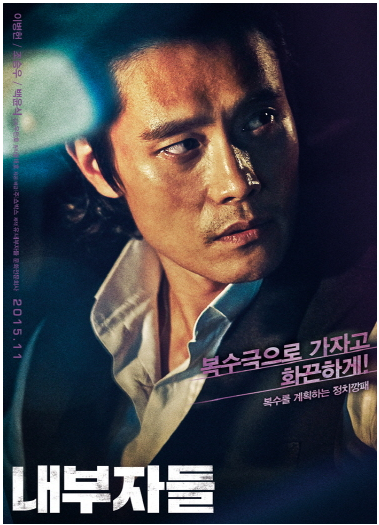 이병헌 / 조승우 / 백윤식
2015.11
복수극으로 가자고
화끈하게!
복수를 계획하는 정치깡패
내부자들